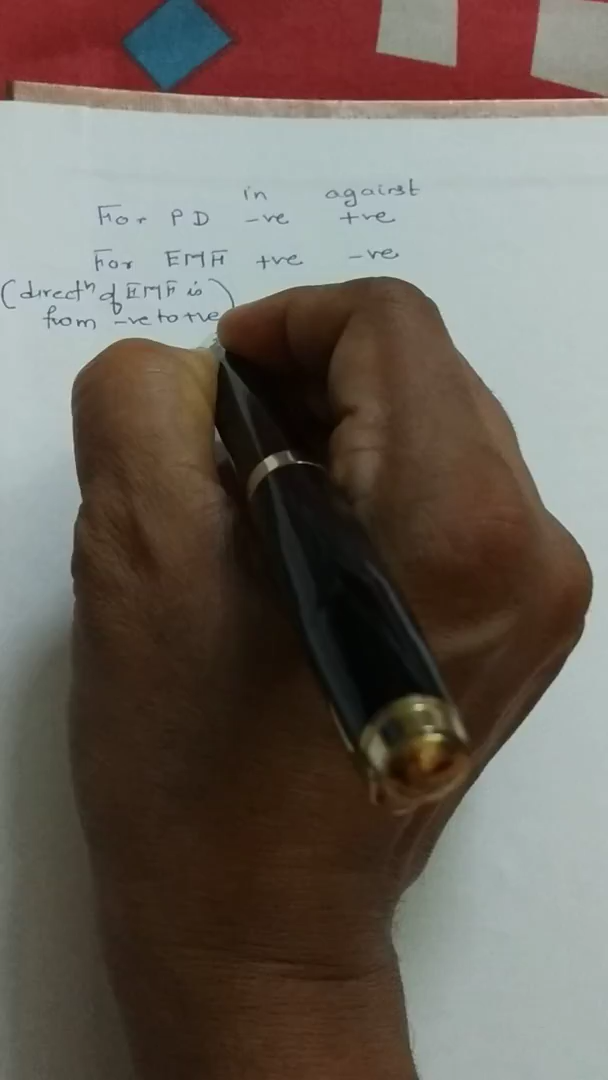 in against
For PD -ve +ve
For EMF +ve -ve
(directⁿ of EMF is
from -ve to +ve)